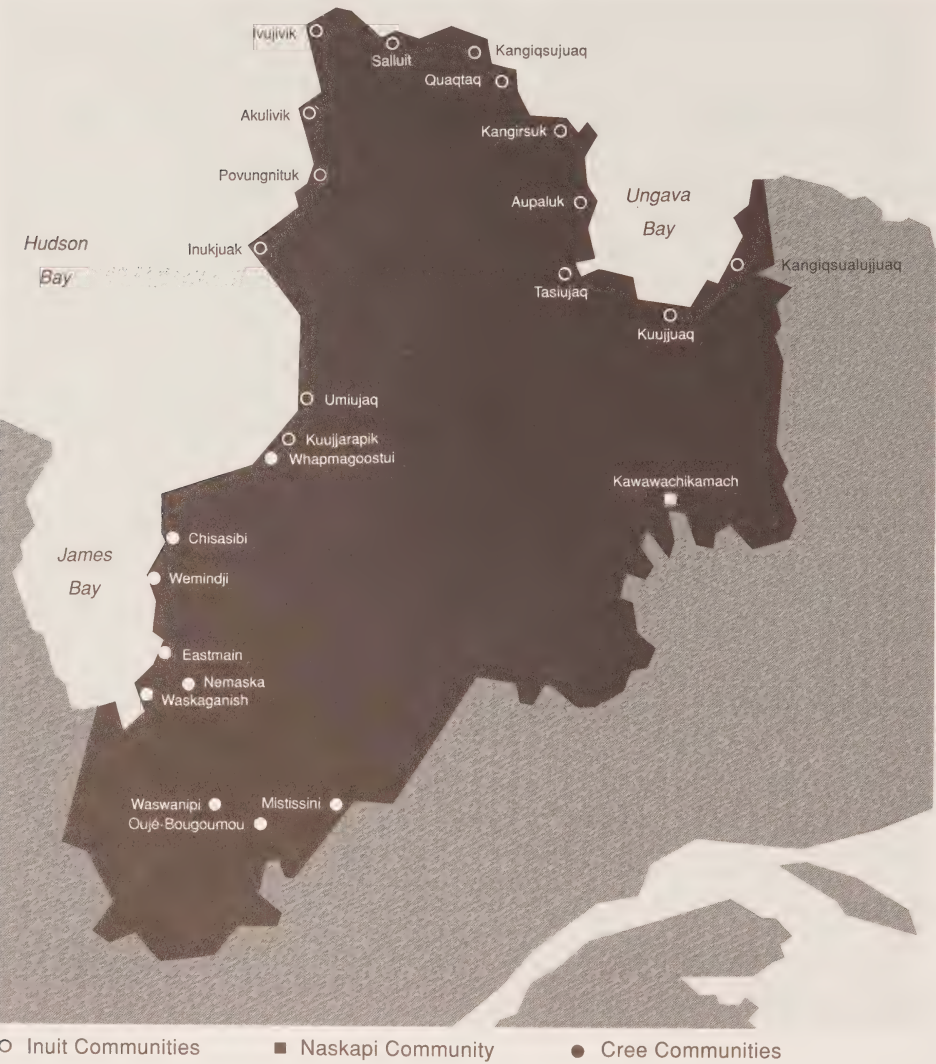 Ivujivik
Salluit
Kangiqsujuaq
Quaqtaq
Akulivik
Kangirsuk
Povungnituk
Aupaluk
Ungava
Bay
Hudson
Bay
Inukjuak
Kangiqsualujjuaq
Tasiujaq
Kuujjuaq
Umiujaq
Kuujjarapik
Whapmagoostui
Kawawachikamach
Chisasibi
James
Bay
Wemindji
Eastmain
Nemaska
Waskaganish
Waswanipi
Mistissini
Oujé-Bougoumou
Inuit Communities
Naskapi Community
Cree Communities